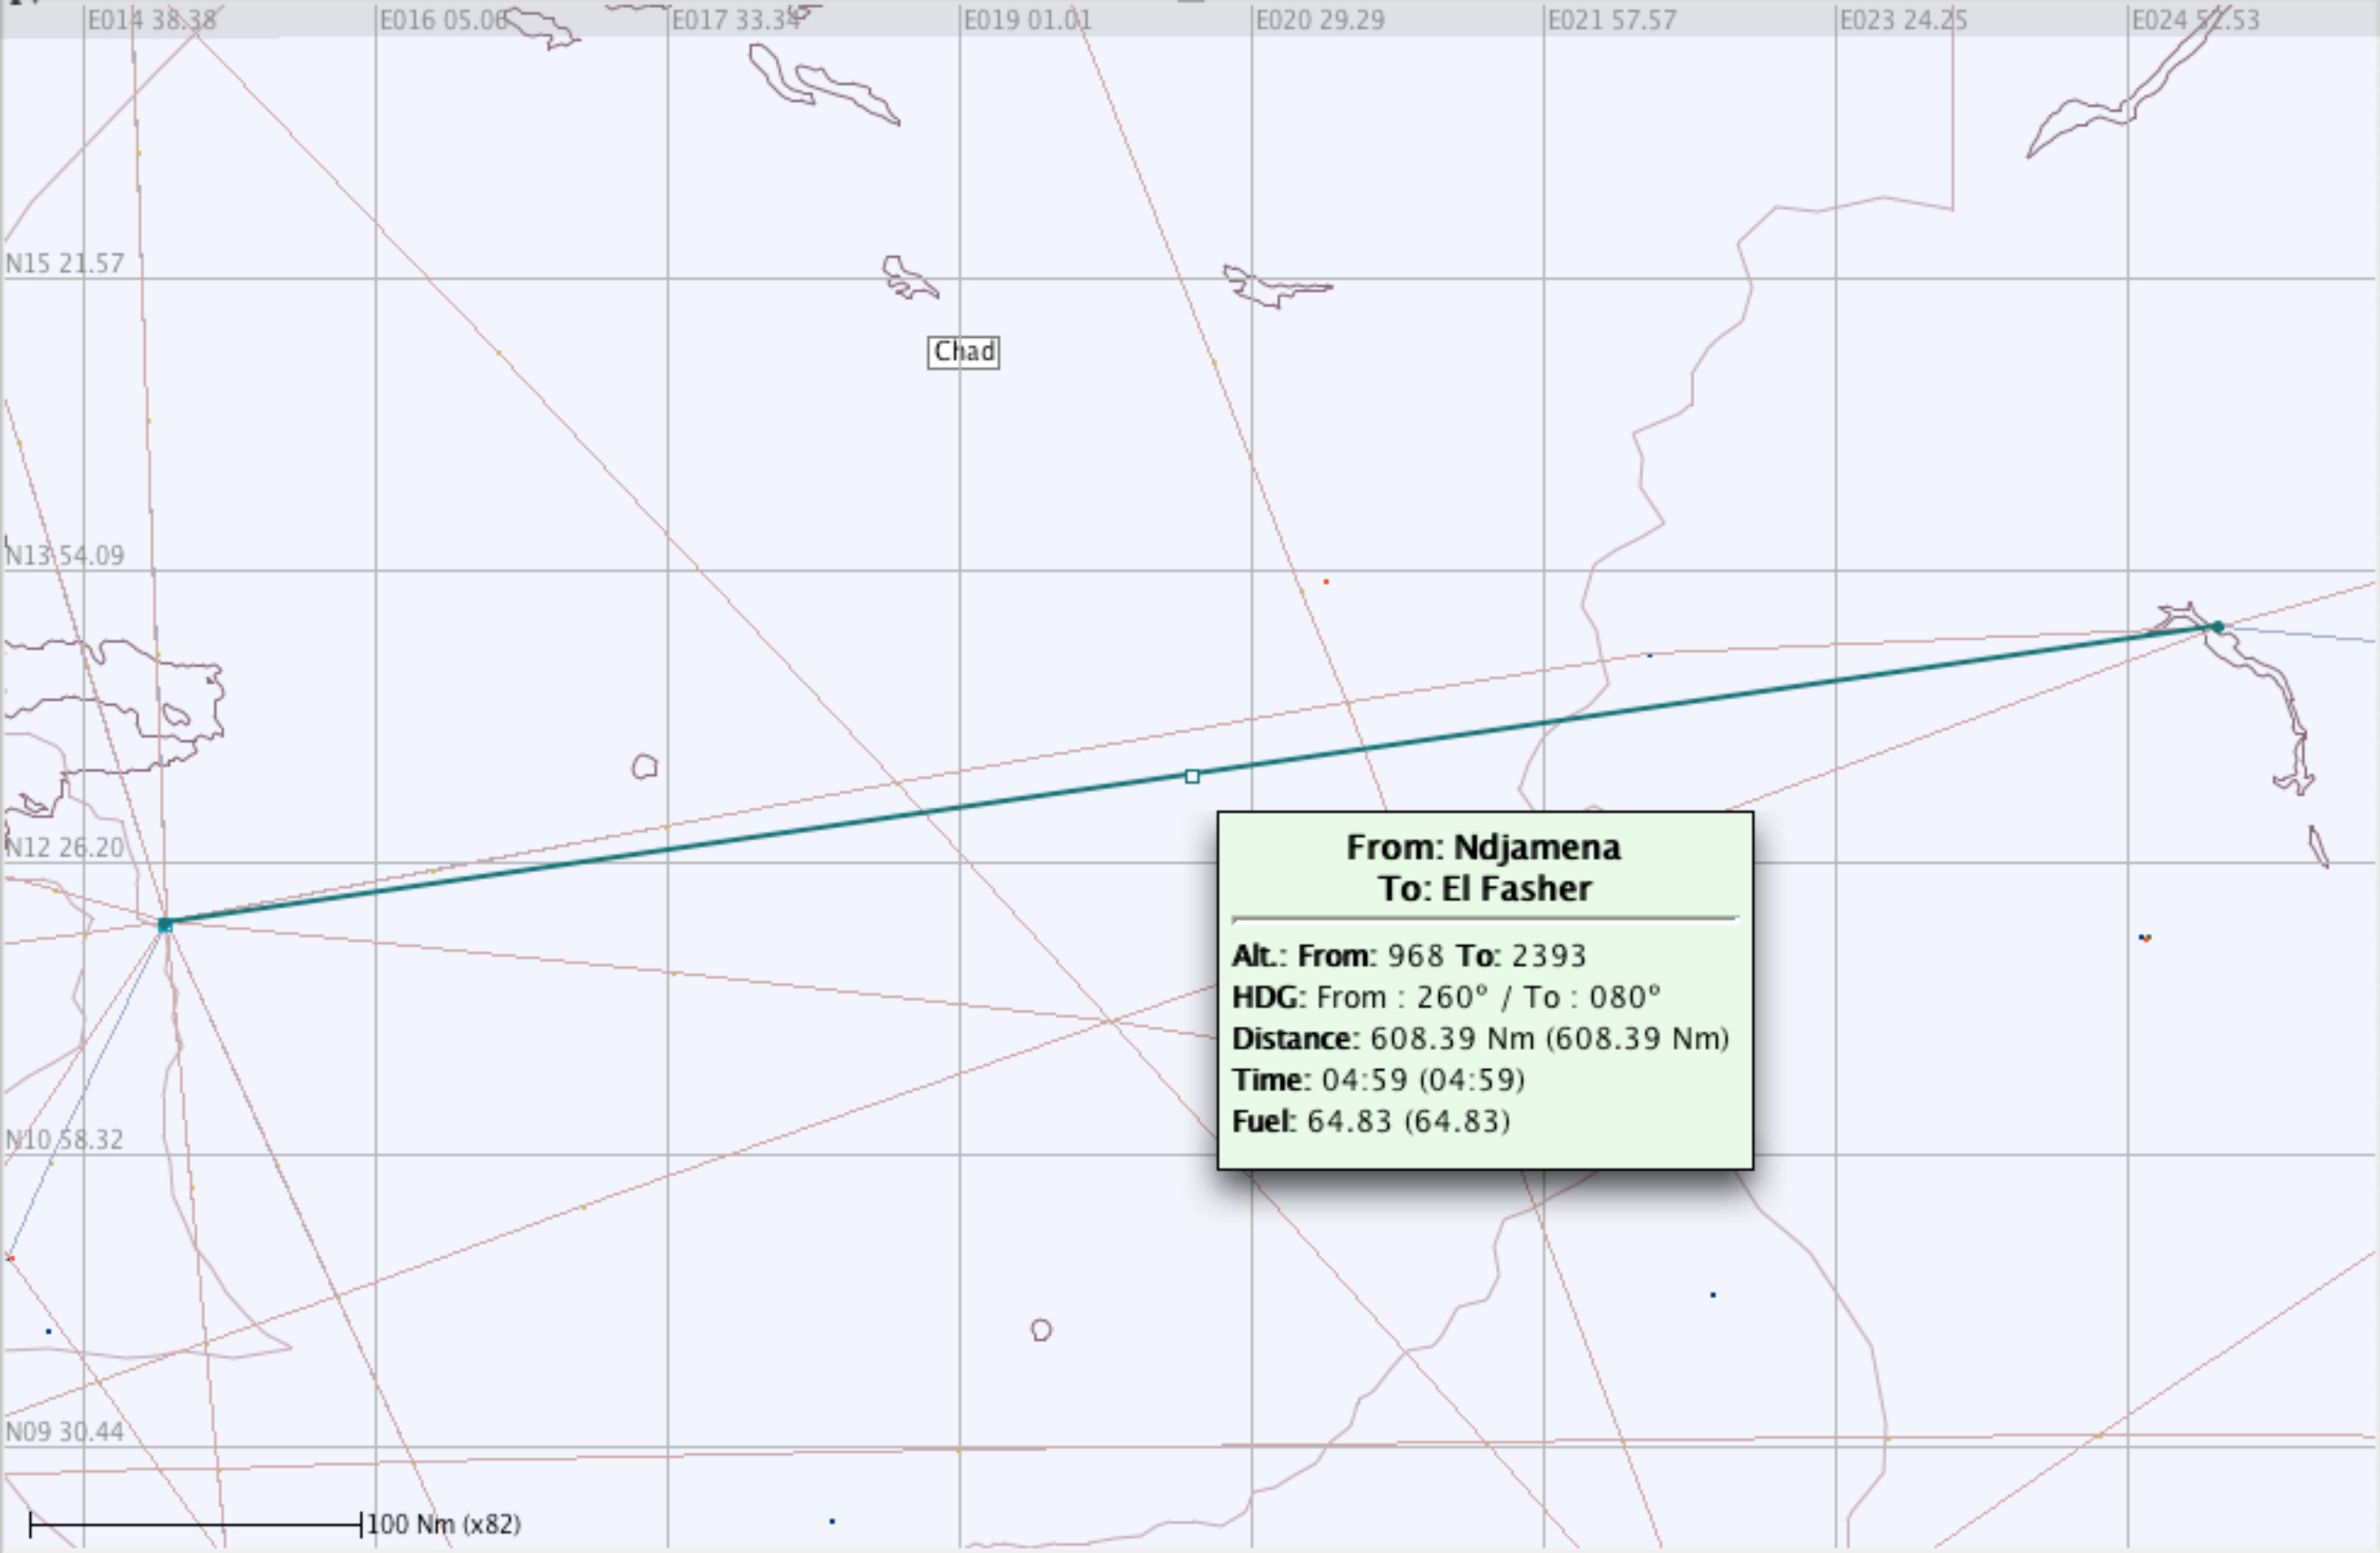 E014 38.38 E016 05.06 E017 33.34 E019 01.01 E020 29.29 E021 57.57 E023 24.25 E024 52.53
N15 21.57
Chad
N13 54.09
N12 26.20
From: Ndjamena
To: El Fasher
Alt.: From: 968 To: 2393
HDG: From : 260° / To : 080°
Distance: 608.39 Nm (608.39 Nm)
Time: 04:59 (04:59)
Fuel: 64.83 (64.83)
N10 58.32
N09 30.44
100 Nm (x82)